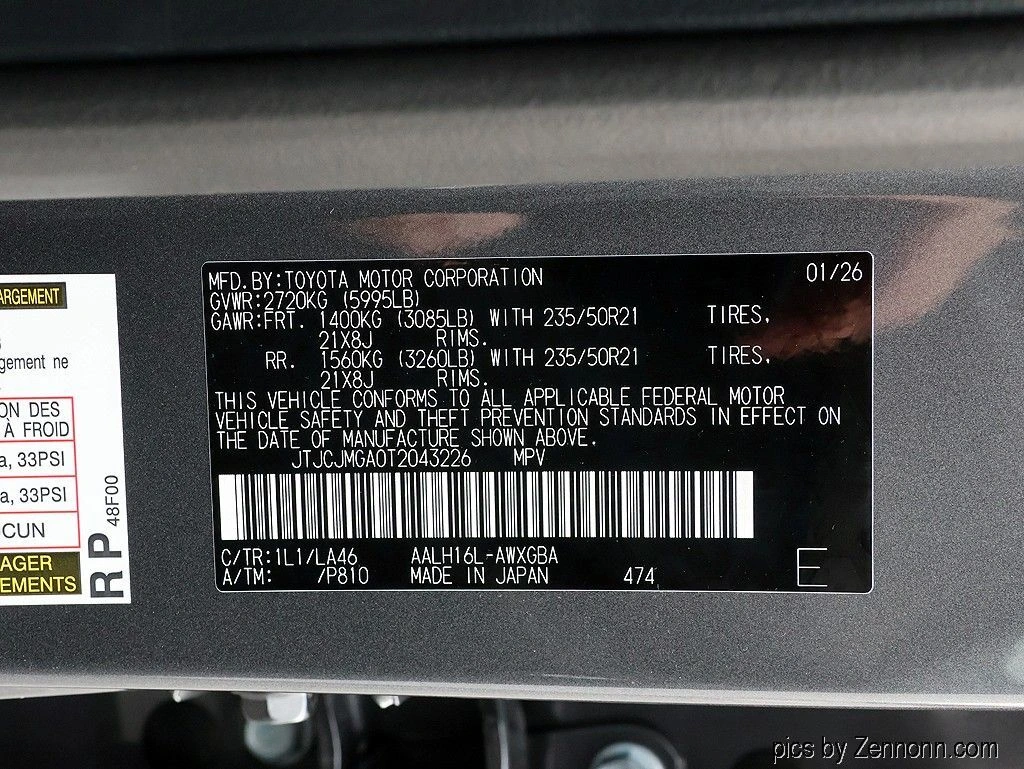 ARGEMENT
gement ne
ON DES
À FROID
a, 33PSI
a, 33PSI
CUN
AGER
EMENTS
RP
48F00
MFD.BY:TOYOTA MOTOR CORPORATION 01/26
GVWR:2720KG (5995LB)
GAWR:FRT. 1400KG (3085LB) WITH 235/50R21 TIRES,
21X8J RIMS.
RR. 1560KG (3260LB) WITH 235/50R21 TIRES,
21X8J RIMS.
THIS VEHICLE CONFORMS TO ALL APPLICABLE FEDERAL MOTOR
VEHICLE SAFETY AND THEFT PREVENTION STANDARDS IN EFFECT ON
THE DATE OF MANUFACTURE SHOWN ABOVE.
JTJCJMGA0T2043226 MPV
C/TR:1L1/LA46 AALH16L-AWXGBA
A/TM: /P810 MADE IN JAPAN 474 E
pics by Zennonn.com